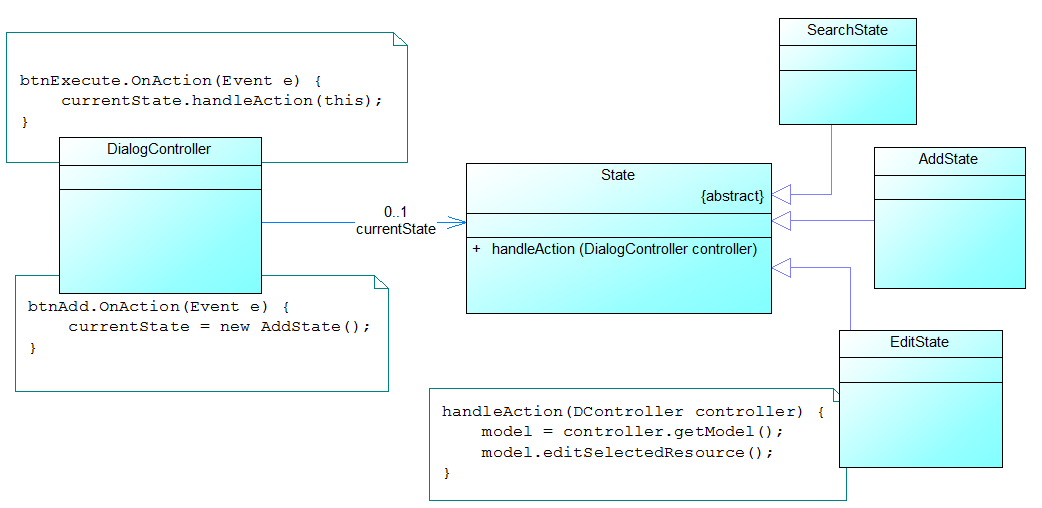 SearchState
btnExecute.OnAction(Event e) {
currentState.handleAction(this);
}
DialogController
AddState
State
{abstract}
0..1
currentState
+ handleAction (DialogController controller)
btnAdd.OnAction(Event e) {
currentState = new AddState();
}
EditState
handleAction(DController controller) {
model = controller.getModel();
model.editSelectedResource();
}